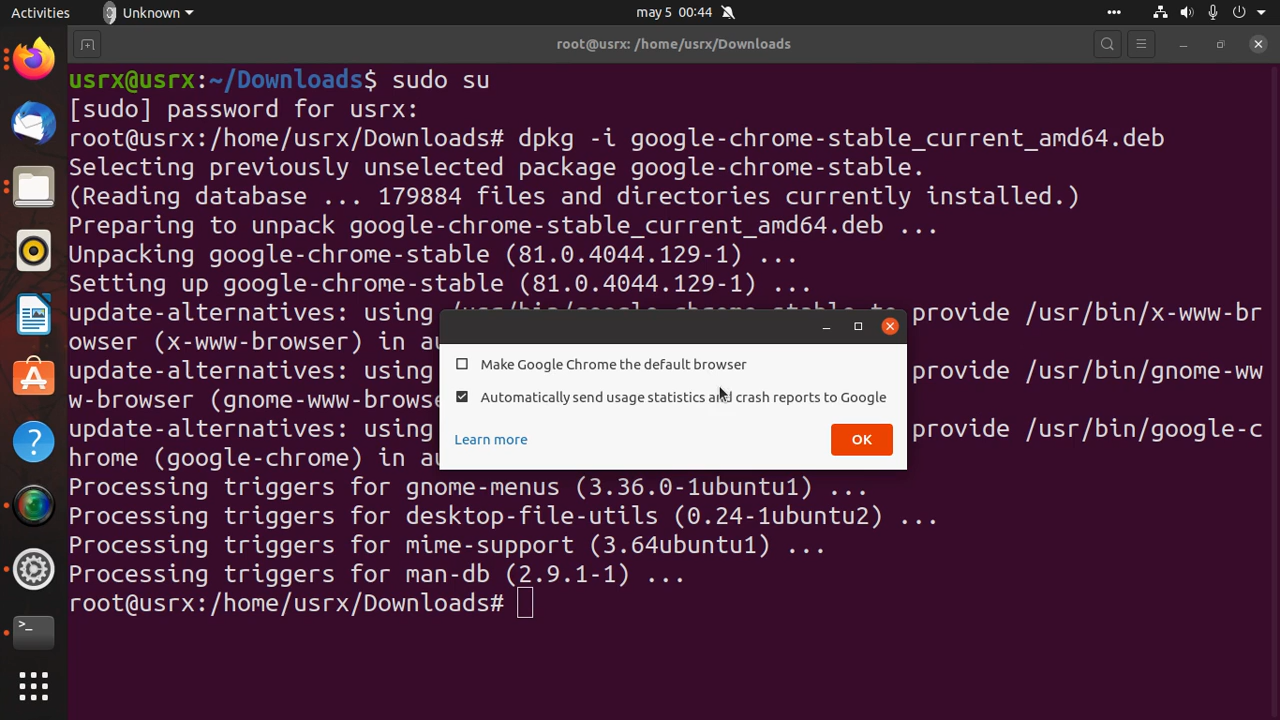 Activities
Unknown
may 5 00:44
root@usrx: /home/usrx/Downloads
usrx@usrx:~/Downloads$ sudo su
[sudo] password for usrx:
root@usrx:/home/usrx/Downloads# dpkg -i google-chrome-stable_current_amd64.deb
Selecting previously unselected package google-chrome-stable.
(Reading database ... 179884 files and directories currently installed.)
Preparing to unpack google-chrome-stable_current_amd64.deb ...
Unpacking google-chrome-stable (81.0.4044.129-1) ...
Setting up google-chrome-stable (81.0.4044.129-1) ...
update-alternatives: using /usr/bin/google-chrome-stable t provide /usr/bin/x-www-br
owser (x-www-browser) in au
update-alternatives: using provide /usr/bin/gnome-ww
w-browser (gnome-www-browse
update-alternatives: using provide /usr/bin/google-c
hrome (google-chrome) in au
Make Google Chrome the default browser
Automatically send usage statistics and crash reports to Google
Learn more
OK
Processing triggers for gnome-menus (3.36.0-1ubuntu1) ...
Processing triggers for desktop-file-utils (0.24-1ubuntu2) ...
Processing triggers for mime-support (3.64ubuntu1) ...
Processing triggers for man-db (2.9.1-1) ...
root@usrx:/home/usrx/Downloads#